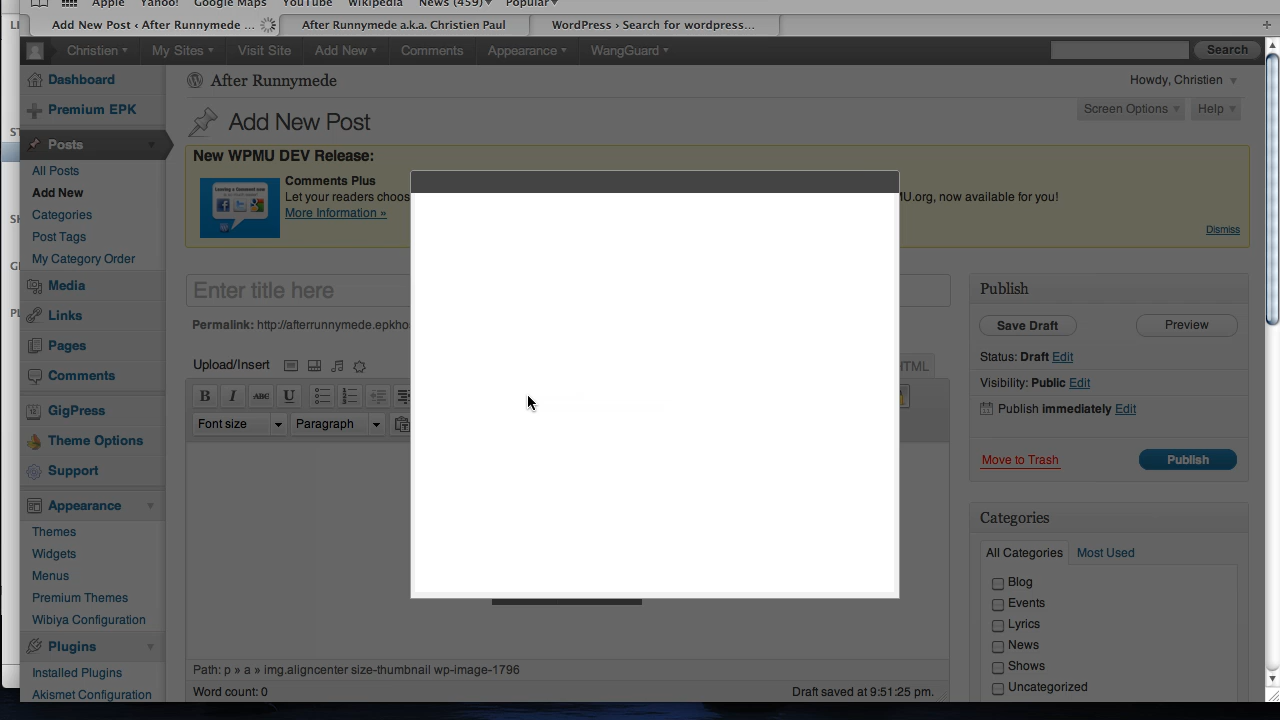 Apple Yahoo! Google Maps YouTube Wikipedia News (459) Popular
Add New Post ‹ After Runnymede ...
After Runnymede a.k.a. Christien Paul
WordPress › Search for wordpress...
Christien My Sites Visit Site Add New Comments Appearance WangGuard Search
After Runnymede
Howdy, Christien
Screen Options Help
Add New Post
Dashboard
Premium EPK
Posts
All Posts
Add New
Categories
Post Tags
My Category Order
Media
Links
Pages
Comments
GigPress
Theme Options
Support
Appearance
Themes
Widgets
Menus
Premium Themes
Wibiya Configuration
Plugins
Installed Plugins
Akismet Configuration
New WPMU DEV Release:
Comments Plus
Let your readers choos
MU.org, now available for you!
More Information »
Dismiss
Enter title here
Permalink: http://afterrunnymede.epkho
Upload/Insert
HTML
B I ABC U
Font size Paragraph
Path: p » a » img.aligncenter size-thumbnail wp-image-1796
Word count: 0
Draft saved at 9:51:25 pm.
Publish
Save Draft Preview
Status: Draft Edit
Visibility: Public Edit
Publish immediately Edit
Move to Trash Publish
Categories
All Categories Most Used
Blog
Events
Lyrics
News
Shows
Uncategorized